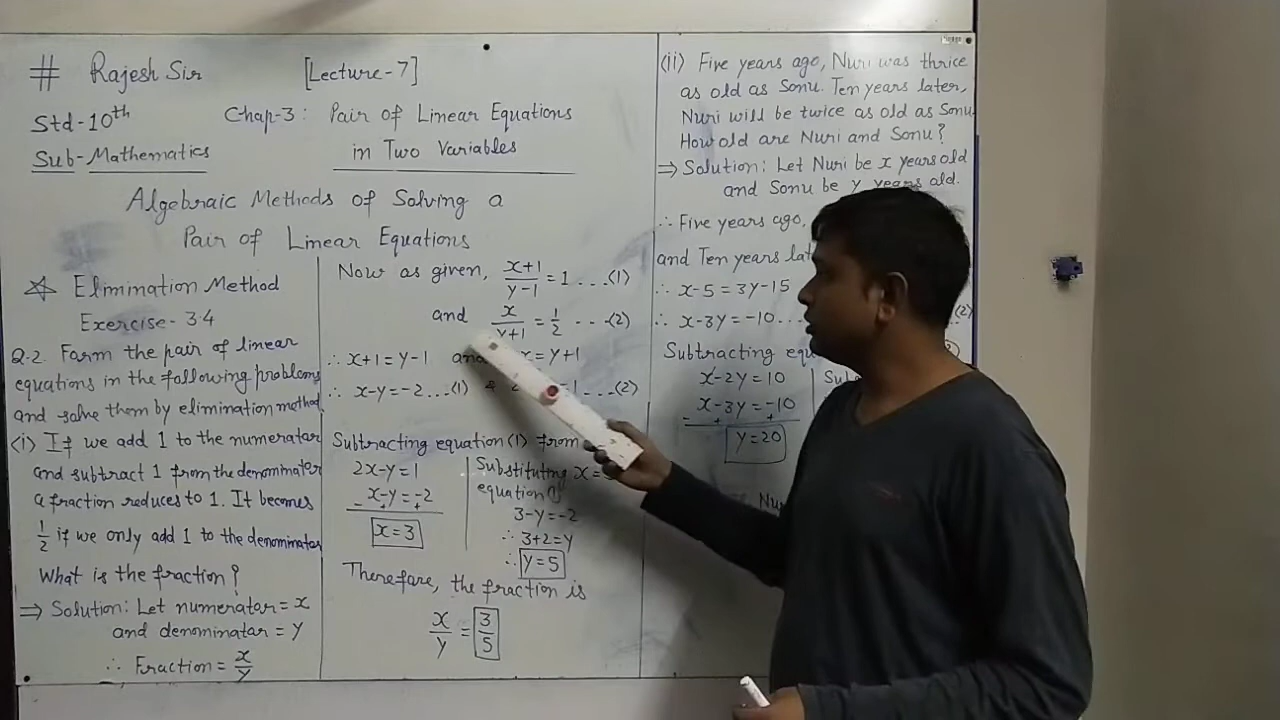 # Rajesh Sir [Lecture-7]
Std-10th Chap-3: Pair of Linear Equations
Sub-Mathematics in Two Variables
Algebraic Methods of Solving a
Pair of Linear Equations
☆ Elimination Method
Exercise-3.4
Q.2. Farm the pair of linear
equations in the following problems
and solve them by elimination method
(i) If we add 1 to the numerator
and subtract 1 from the denominator
a fraction reduces to 1. It becomes
1/2 if we only add 1 to the denominator
What is the fraction?
⇒ Solution: Let numerator = x
and denominator = y
∴ Fraction = x/y
Now as given, x+1/y-1 = 1 ...(1)
and x/y+1 = 1/2 ...(2)
∴ x+1 = y-1 and x = y+1
∴ x-y = -2 ...(1) & 1 ...(2)
Subtracting equation (1) from
2x-y = 1
x-y = -2
- + +
x = 3
Substituting x =
equation
3-y = -2
∴ 3+2 = y
∴ y = 5
Therefore, the fraction is
x/y = 3/5
(ii) Five years ago, Nuri was thrice
as old as Sonu. Ten years later,
Nuri will be twice as old as Sonu
How old are Nuri and Sonu?
⇒ Solution: Let Nuri be x years old
and Sonu be y years old.
∴ Five years ago,
and Ten years
∴ x-5 = 3y-15
∴ x-3y = -10 (2)
Subtracting
x-2y = 10
x-3y = -10
- + +
y = 20